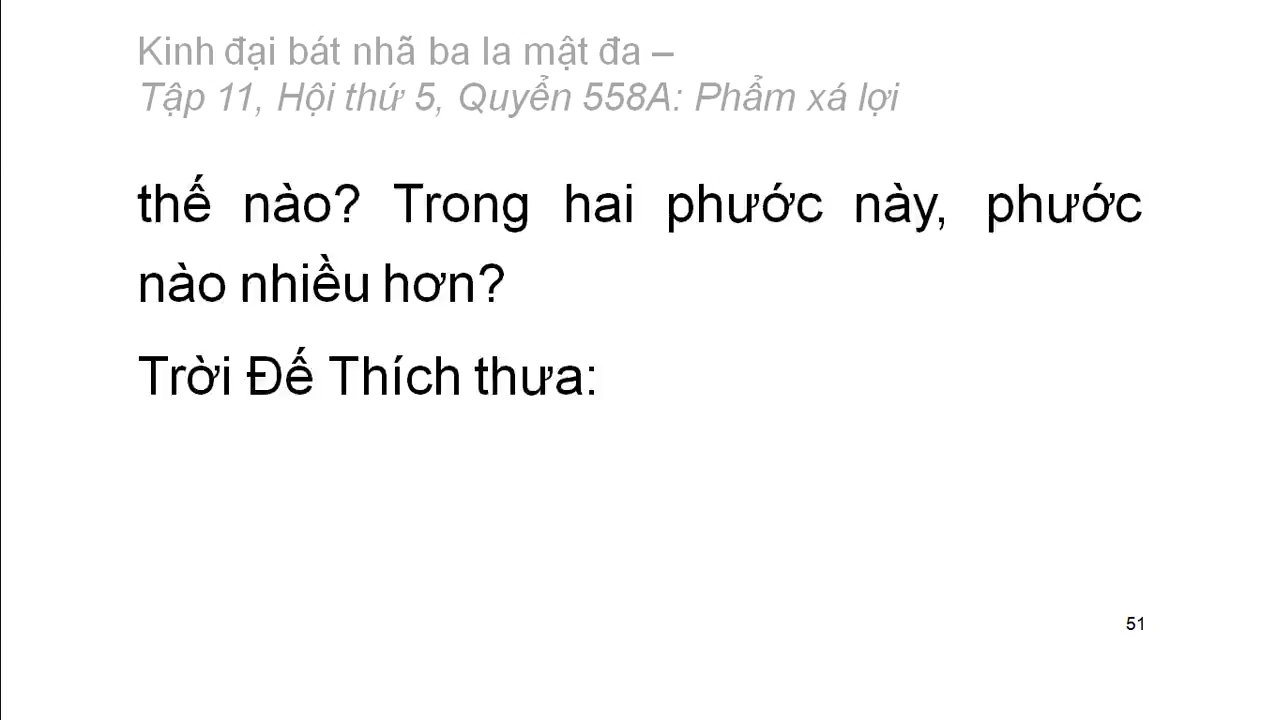 Kinh đại bát nhã ba la mật đa –
Tập 11, Hội thứ 5, Quyển 558A: Phẩm xá lợi
thế nào? Trong hai phước này, phước
nào nhiều hơn?
Trời Đế Thích thưa:
51